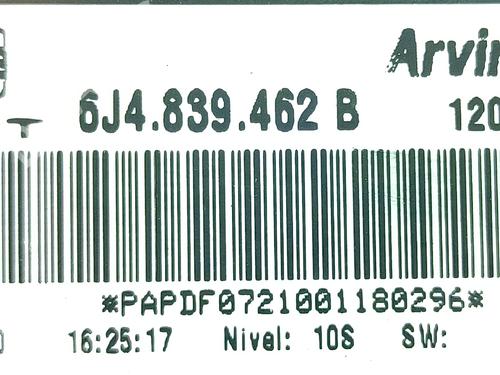 Arvin
6J4.839.462 B 120
*PAPDF0721001180296*
16:25:17 Nivel: 10S SW: